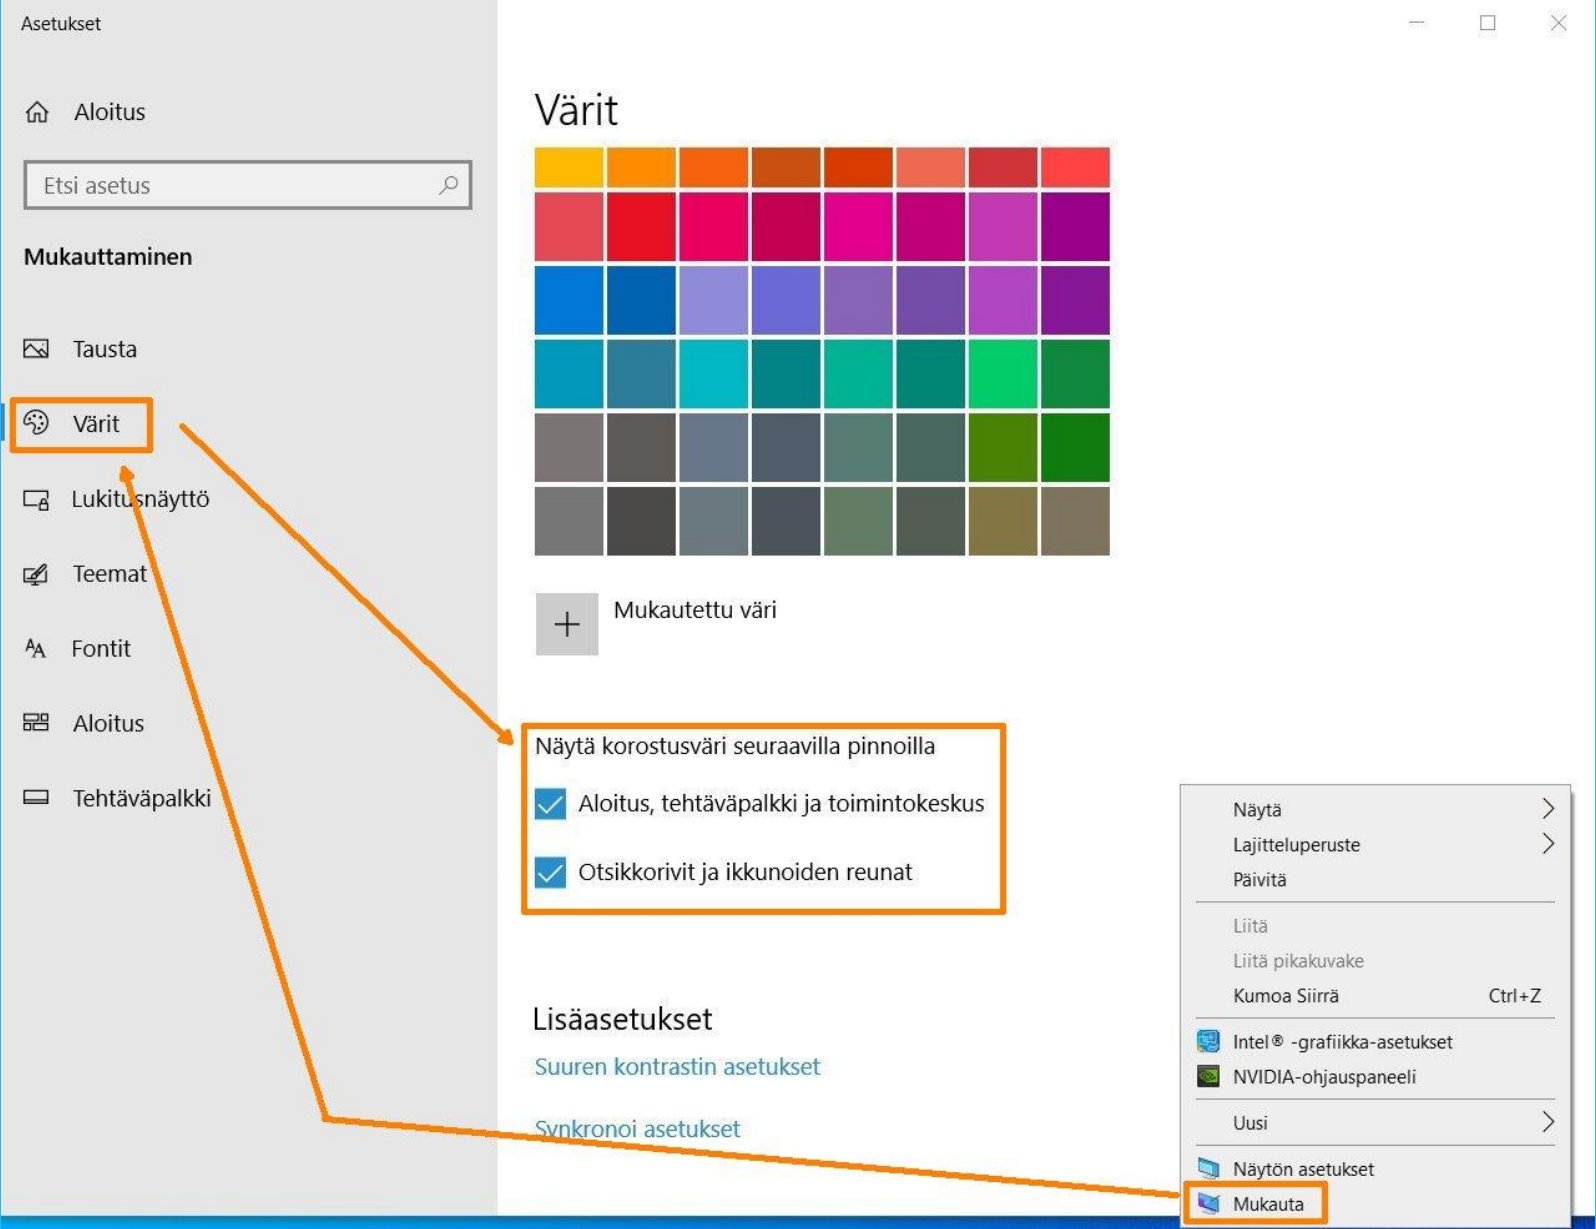 Asetukset
Aloitus
Etsi asetus
Mukauttaminen
Tausta
Värit
Lukitusnäyttö
Teemat
Fontit
Aloitus
Tehtäväpalkki
Värit
Mukautettu väri
Näytä korostusväri seuraavilla pinnoilla
Aloitus, tehtäväpalkki ja toimintokeskus
Otsikkorivit ja ikkunoiden reunat
Lisäasetukset
Suuren kontrastin asetukset
Synkronoi asetukset
Näytä
Lajitteluperuste
Päivitä
Liitä
Liitä pikakuvake
Kumoa Siirrä Ctrl+Z
Intel® -grafiikka-asetukset
NVIDIA-ohjauspaneeli
Uusi
Näytön asetukset
Mukauta